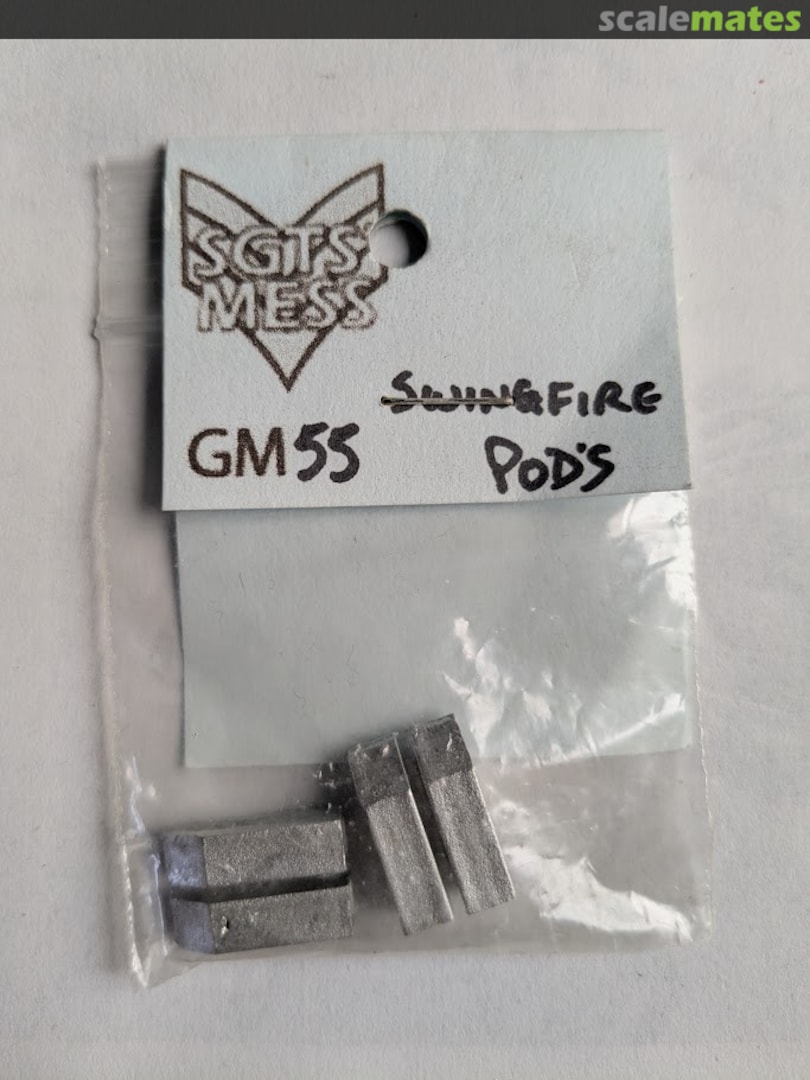 scalemates
SGTS'
MESS
SWINGFIRE
GM55
POD'S